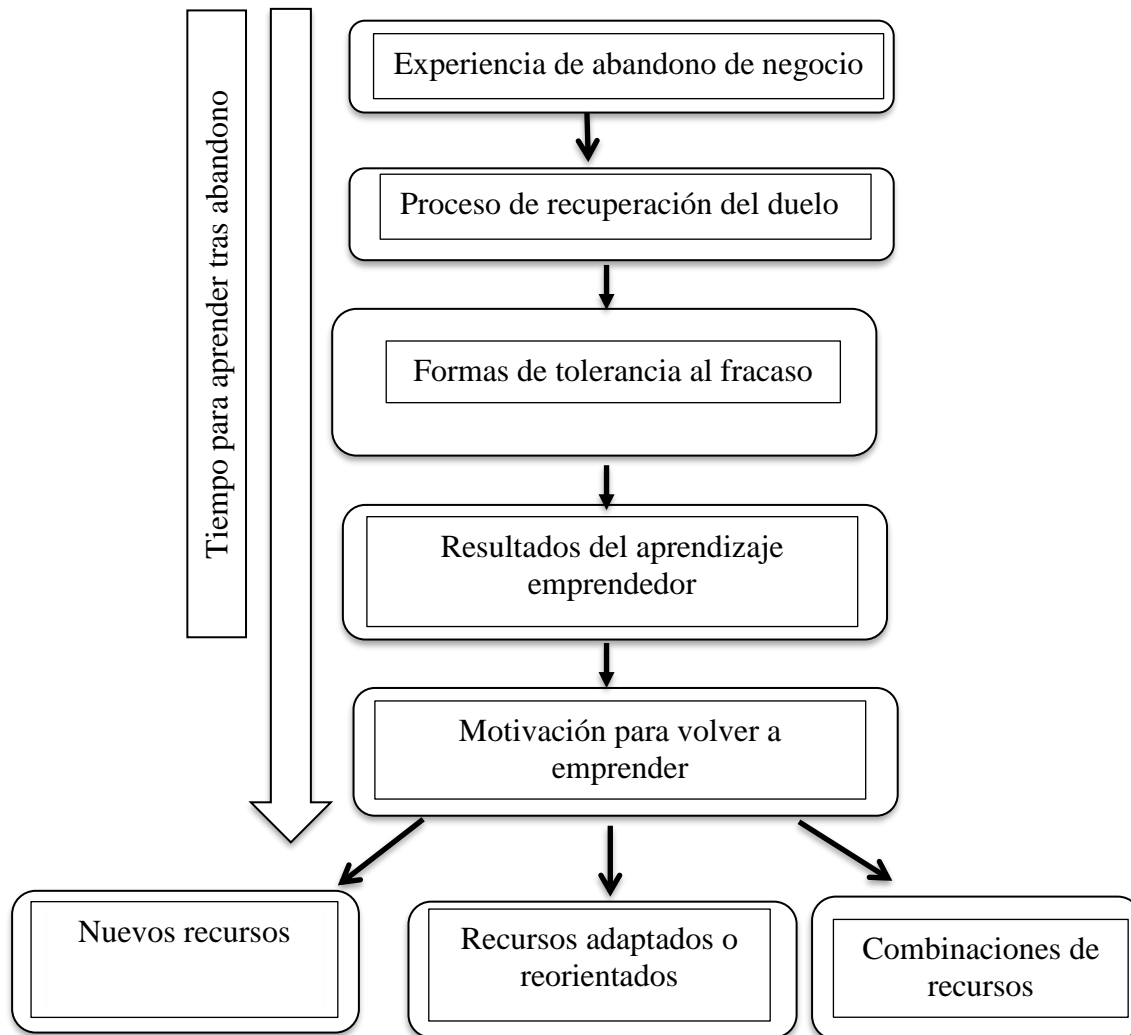 Tiempo para aprender tras abandono
Experiencia de abandono de negocio
Proceso de recuperación del duelo
Formas de tolerancia al fracaso
Resultados del aprendizaje
emprendedor
Motivación para volver a
emprender
Nuevos recursos
Recursos adaptados o
reorientados
Combinaciones de
recursos